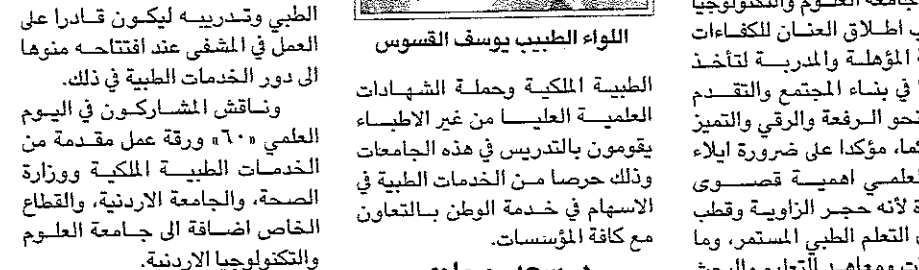 جامعة العلوم والتكنولوجيا
اطلاق العنان للكفاءات
المؤهلة والمدربة لتأخذ
في بناء المجتمع والتقدم
نحو الرفعة والرقي والتميز
مؤكدا على ضرورة ايلاء
اهمية قصوى
لأنه حجر الزاوية وقطب
التعلم الطبي المستمر، وما
ومعاهد التعليم والبحث
اللواء الطبيب يوسف القسوس
الطبية الملكية وحملة الشهادات
العلمية العليا من غير الاطباء
يقومون بالتدريس في هذه الجامعات
وذلك حرصا من الخدمات الطبية في
الاسهام في خدمة الوطن بالتعاون
مع كافة المؤسسات.
الطبي وتدريبه ليكون قادرا على
العمل في المشفى عند افتتاحه منوها
الى دور الخدمات الطبية في ذلك.
وناقش المشاركون في اليوم
العلمي «٦٠» ورقة عمل مقدمة من
الخدمات الطبية الملكية ووزارة
الصحة، والجامعة الاردنية، والقطاع
الخاص اضافة الى جامعة العلوم
والتكنولوجيا الاردنية.